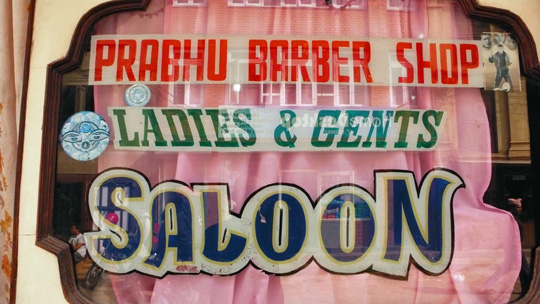 PRABHU BARBER SHOP
LADIES & GENTS
SALOON